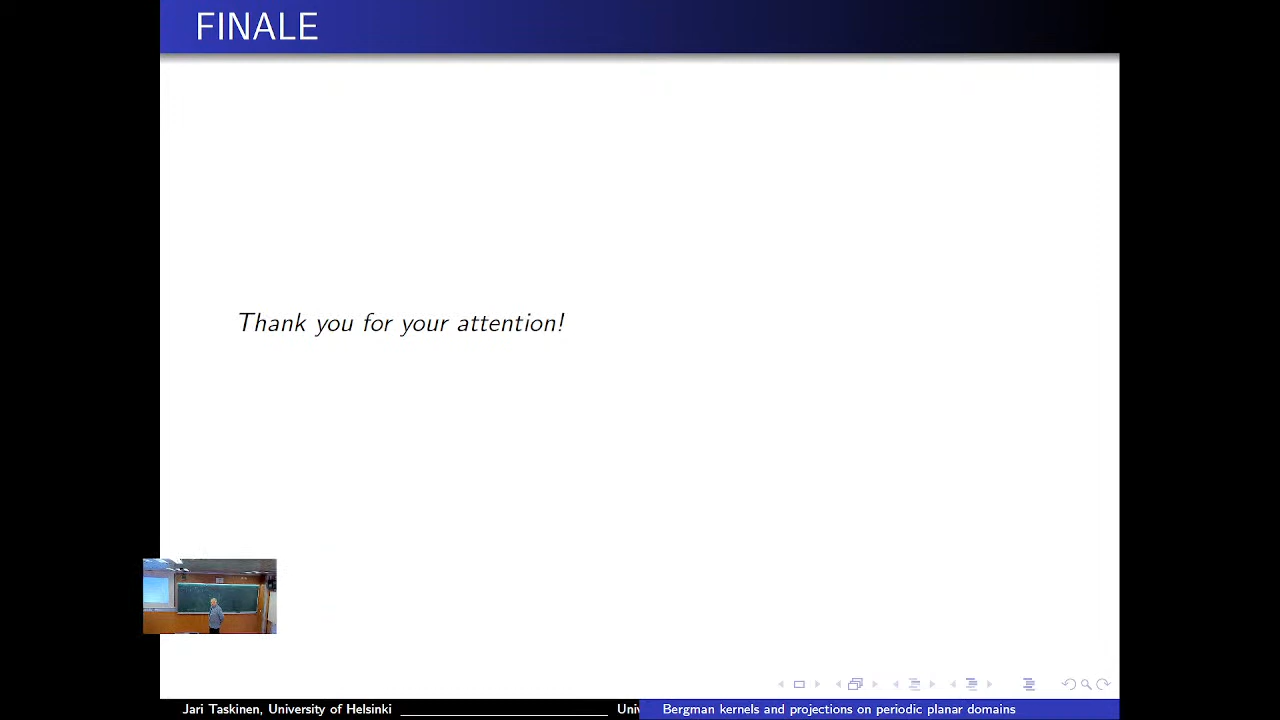 FINALE
Thank you for your attention!
Jari Taskinen, University of Helsinki
Bergman kernels and projections on periodic planar domains